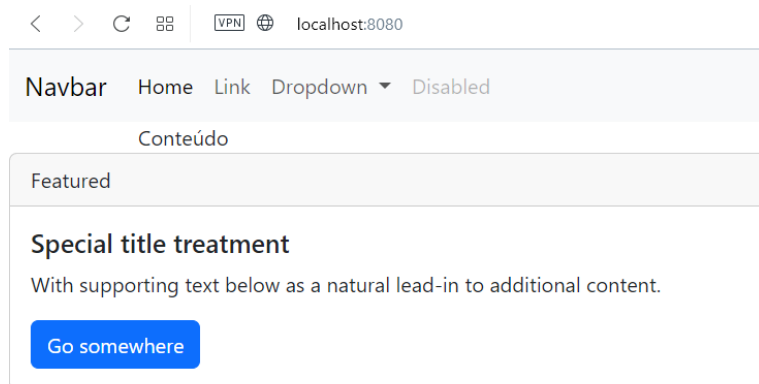 VPN localhost:8080
Navbar Home Link Dropdown Disabled
Conteúdo
Featured
Special title treatment
With supporting text below as a natural lead-in to additional content.
Go somewhere